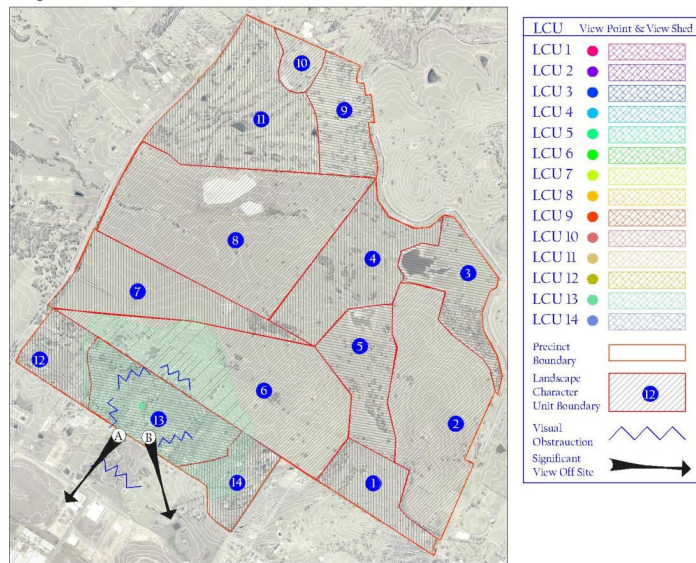 10
9
11
8
4
3
7
5
12
6
13
2
A
B
14
1
LCU View Point & View Shed
LCU 1
LCU 2
LCU 3
LCU 4
LCU 5
LCU 6
LCU 7
LCU 8
LCU 9
LCU 10
LCU 11
LCU 12
LCU 13
LCU 14
Precinct
Boundary
Landscape
Character
Unit Boundary
12
Visual
Obstrauction
Significant
View Off Site